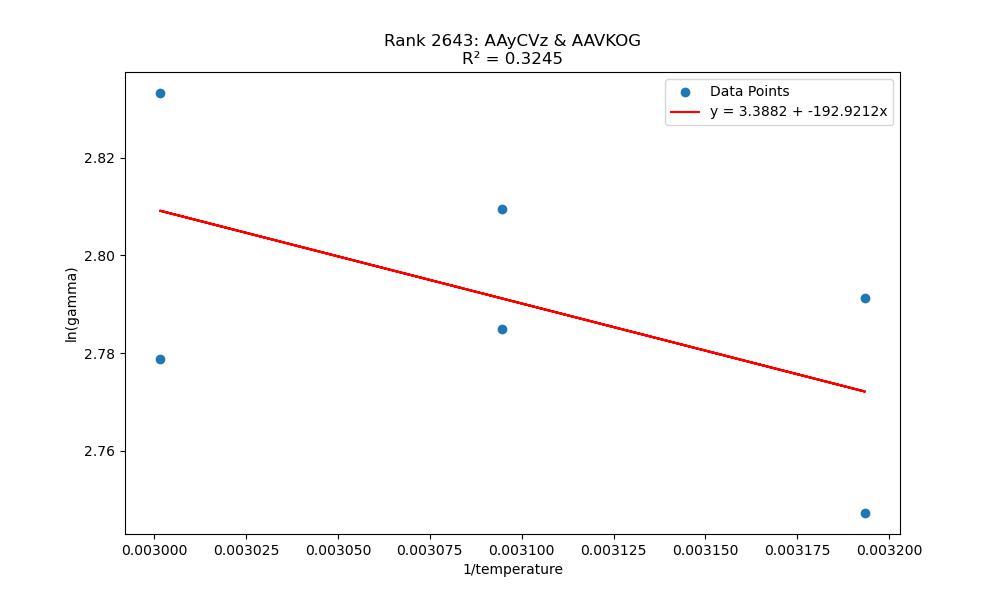 Rank 2643: AAyCVz & AAVKOG
R² = 0.3245
Data Points
y = 3.3882 + -192.9212x
2.82
2.80
2.78
2.76
ln(gamma)
0.003000 0.003025 0.003050 0.003075 0.003100 0.003125 0.003150 0.003175 0.003200
1/temperature